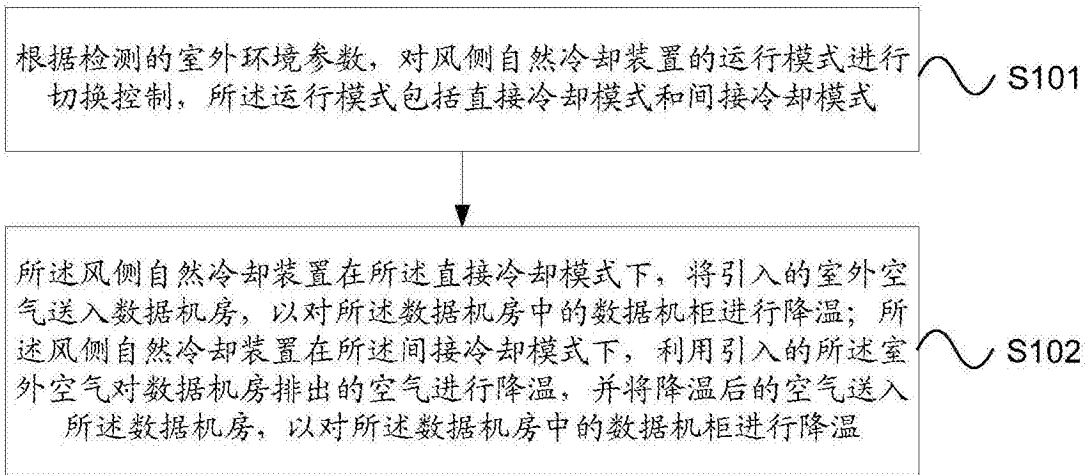 根据检测的室外环境参数，对风侧自然冷却装置的运行模式进行
切换控制，所述运行模式包括直接冷却模式和间接冷却模式
S101
所述风侧自然冷却装置在所述直接冷却模式下，将引入的室外空
气送入数据机房，以对所述数据机房中的数据机柜进行降温；所
述风侧自然冷却装置在所述间接冷却模式下，利用引入的所述室
外空气对数据机房排出的空气进行降温，并将降温后的空气送入
所述数据机房，以对所述数据机房中的数据机柜进行降温
S102